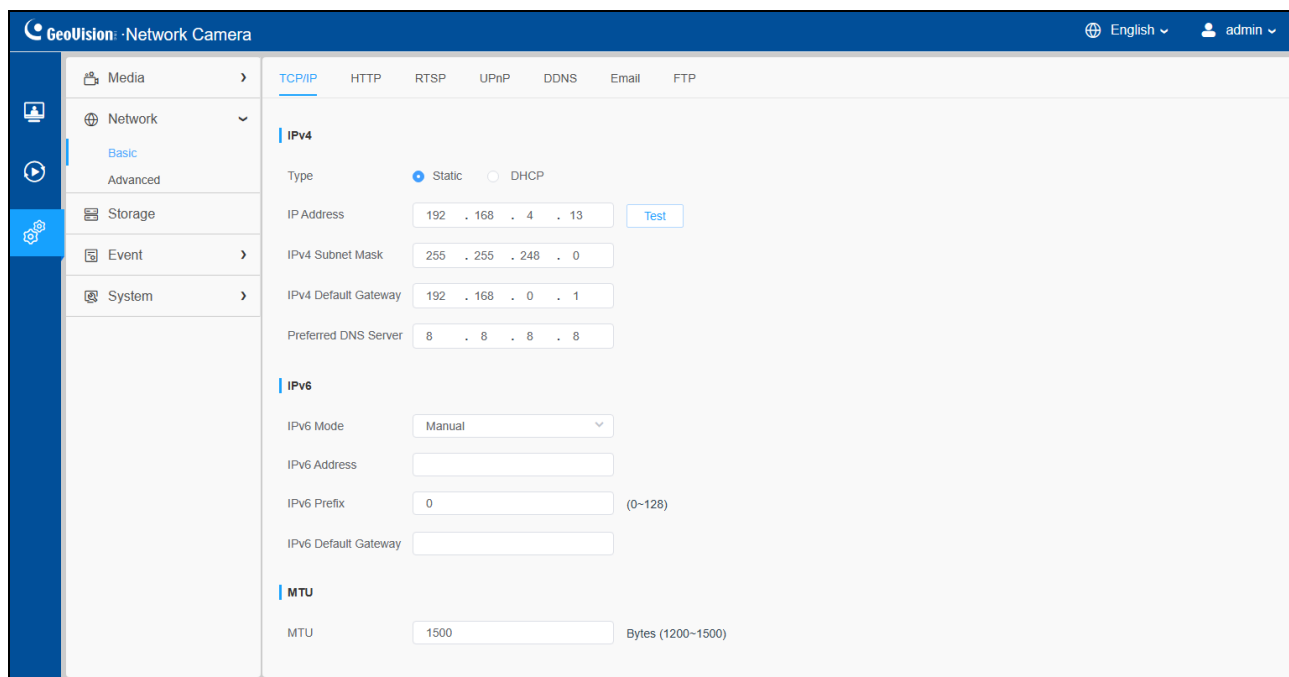 GeoVision: ·Network Camera
English
admin
Media
Network
Basic
Advanced
Storage
Event
System
TCP/IP HTTP RTSP UPnP DDNS Email FTP
IPv4
Type Static DHCP
IP Address 192 . 168 . 4 . 13 Test
IPv4 Subnet Mask 255 . 255 . 248 . 0
IPv4 Default Gateway 192 . 168 . 0 . 1
Preferred DNS Server 8 . 8 . 8 . 8
IPv6
IPv6 Mode Manual
IPv6 Address
IPv6 Prefix 0 (0~128)
IPv6 Default Gateway
MTU
MTU 1500 Bytes (1200~1500)